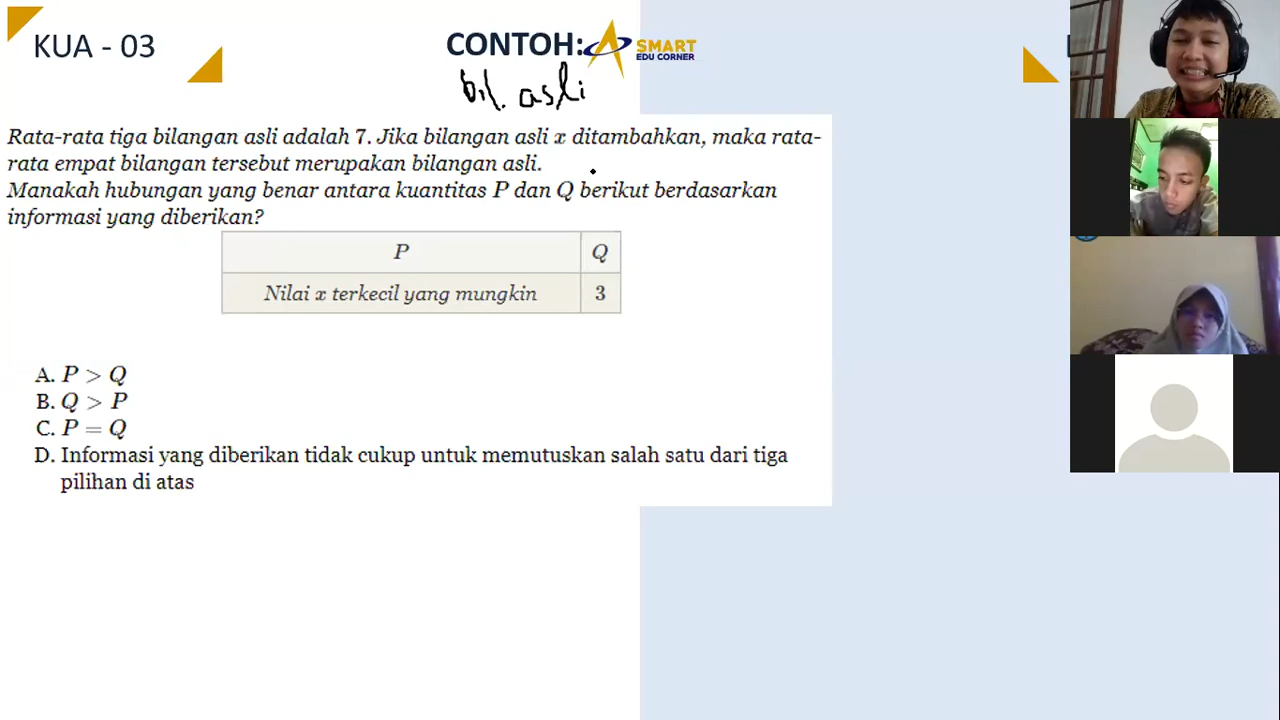 KUA - 03
CONTOH:
SMART
EDU CORNER
bil. asli
Rata-rata tiga bilangan asli adalah 7. Jika bilangan asli x ditambahkan, maka rata-
rata empat bilangan tersebut merupakan bilangan asli.
Manakah hubungan yang benar antara kuantitas P dan Q berikut berdasarkan
informasi yang diberikan?
P Q
Nilai x terkecil yang mungkin 3
A. P > Q
B. Q > P
C. P = Q
D. Informasi yang diberikan tidak cukup untuk memutuskan salah satu dari tiga
pilihan di atas